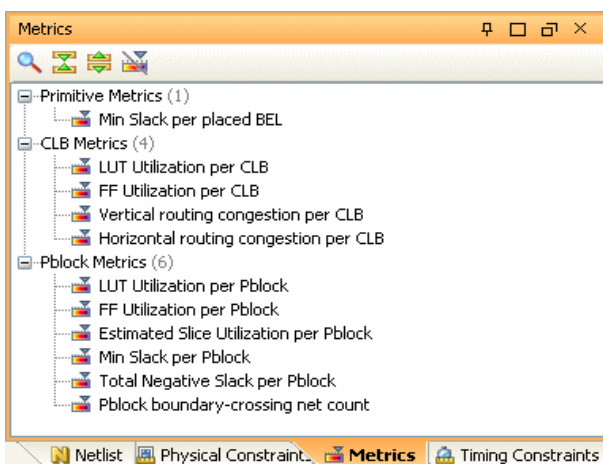 Metrics
Primitive Metrics (1)
Min Slack per placed BEL
CLB Metrics (4)
LUT Utilization per CLB
FF Utilization per CLB
Vertical routing congestion per CLB
Horizontal routing congestion per CLB
Pblock Metrics (6)
LUT Utilization per Pblock
FF Utilization per Pblock
Estimated Slice Utilization per Pblock
Min Slack per Pblock
Total Negative Slack per Pblock
Pblock boundary-crossing net count
Netlist Physical Constraint Metrics Timing Constraints